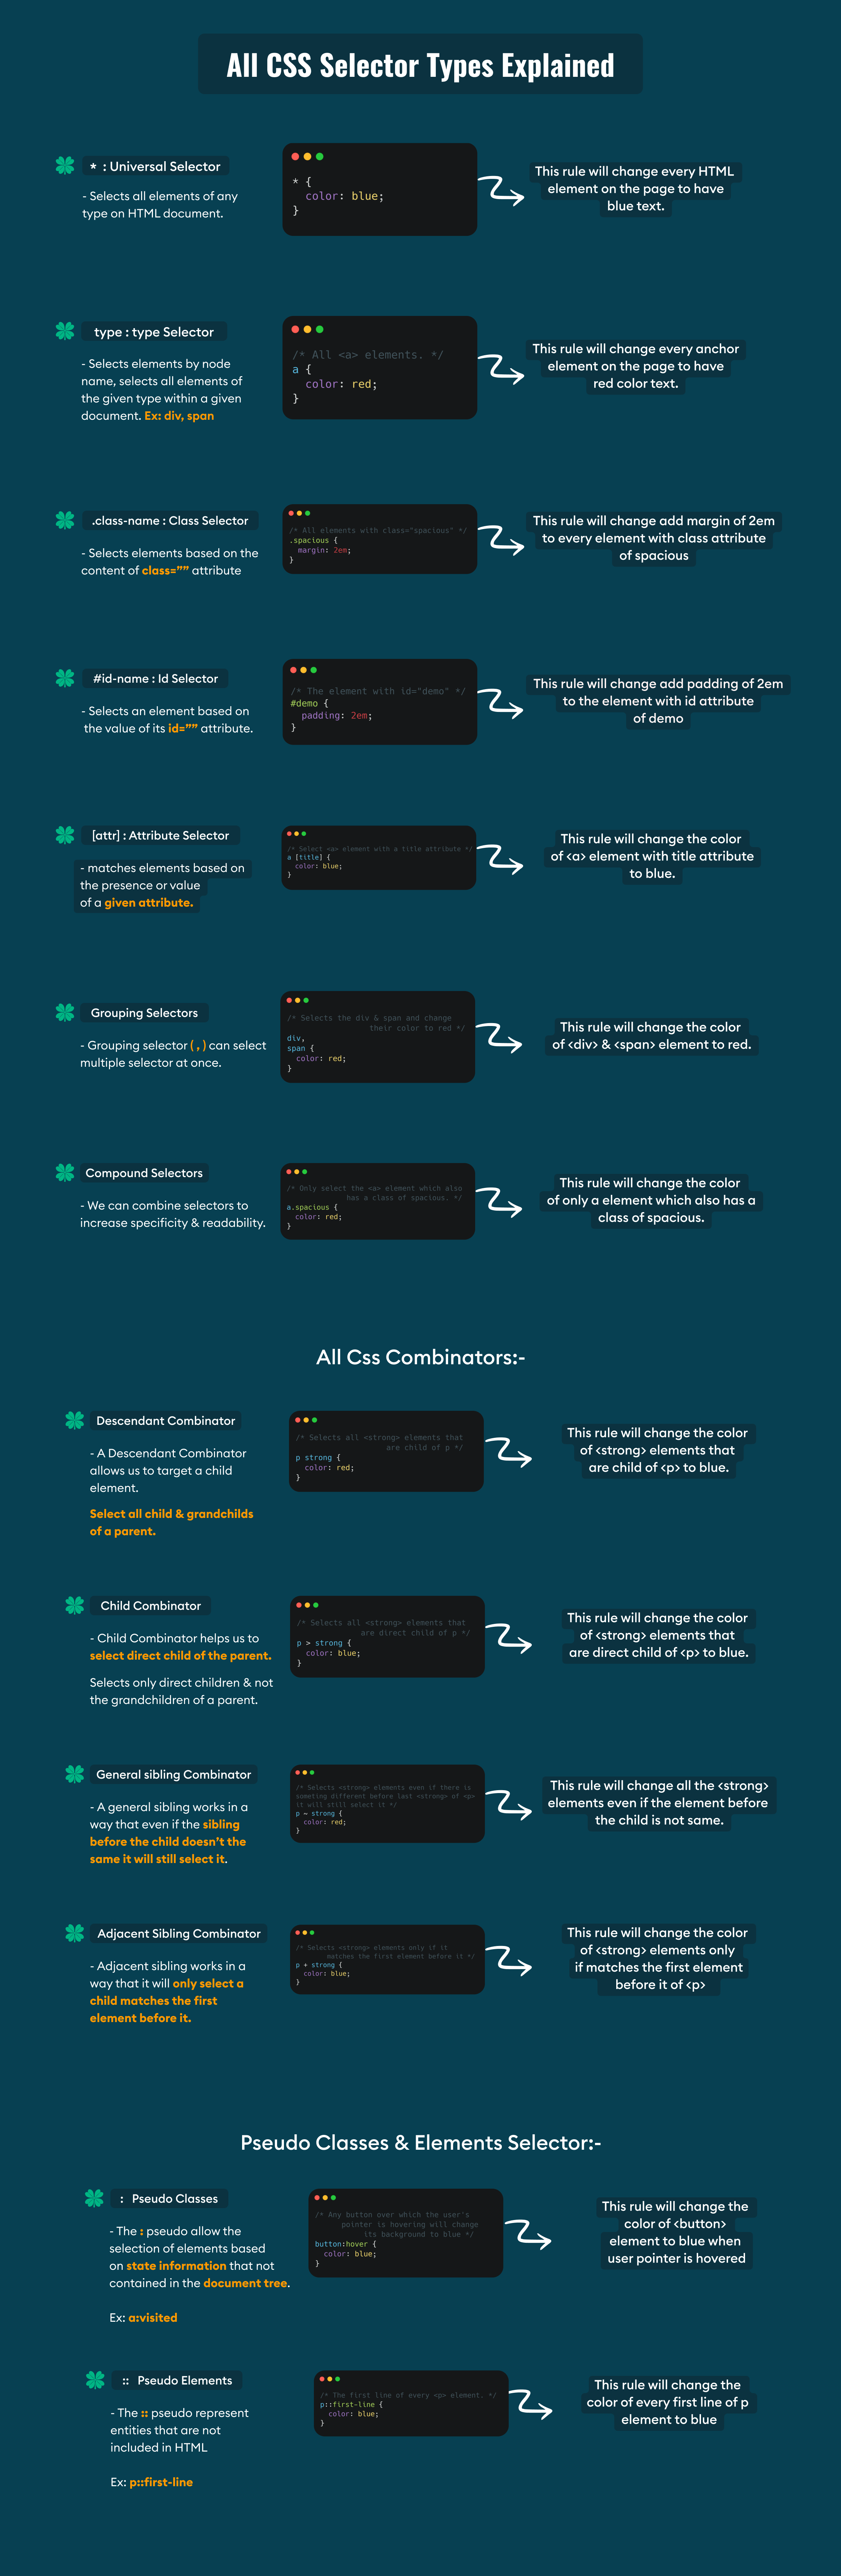 All CSS Selector Types Explained
* : Universal Selector
- Selects all elements of any
type on HTML document.
* {
color: blue;
}
This rule will change every HTML
element on the page to have
blue text.
type : type Selector
- Selects elements by node
name, selects all elements of
the given type within a given
document. Ex: div, span
/* All <a> elements. */
a {
color: red;
}
This rule will change every anchor
element on the page to have
red color text.
.class-name : Class Selector
- Selects elements based on the
content of class=”” attribute
/* All elements with class="spacious" */
.spacious {
margin: 2em;
}
This rule will change add margin of 2em
to every element with class attribute
of spacious
#id-name : Id Selector
- Selects an element based on
the value of its id=”” attribute.
/* The element with id="demo" */
#demo {
padding: 2em;
}
This rule will change add padding of 2em
to the element with id attribute
of demo
[attr] : Attribute Selector
- matches elements based on
the presence or value
of a given attribute.
/* Select <a> element with a title attribute */
a [title] {
color: blue;
}
This rule will change the color
of <a> element with title attribute
to blue.
Grouping Selectors
- Grouping selector ( , ) can select
multiple selector at once.
/* Selects the div & span and change
their color to red */
div,
span {
color: red;
}
This rule will change the color
of <div> & <span> element to red.
Compound Selectors
- We can combine selectors to
increase specificity & readability.
/* Only select the <a> element which also
has a class of spacious. */
a.spacious {
color: red;
}
This rule will change the color
of only a element which also has a
class of spacious.
All Css Combinators:-
Descendant Combinator
- A Descendant Combinator
allows us to target a child
element.
Select all child & grandchilds
of a parent.
/* Selects all <strong> elements that
are child of p */
p strong {
color: red;
}
This rule will change the color
of <strong> elements that
are child of <p> to blue.
Child Combinator
- Child Combinator helps us to
select direct child of the parent.
Selects only direct children & not
the grandchildren of a parent.
/* Selects all <strong> elements that
are direct child of p */
p > strong {
color: blue;
}
This rule will change the color
of <strong> elements that
are direct child of <p> to blue.
General sibling Combinator
- A general sibling works in a
way that even if the sibling
before the child doesn’t the
same it will still select it.
/* Selects <strong> elements even if there is
someting different before last <strong> of <p>
it will still select it */
p ~ strong {
color: red;
}
This rule will change all the <strong>
elements even if the element before
the child is not same.
Adjacent Sibling Combinator
- Adjacent sibling works in a
way that it will only select a
child matches the first
element before it.
/* Selects <strong> elements only if it
matches the first element before it */
p + strong {
color: blue;
}
This rule will change the color
of <strong> elements only
if matches the first element
before it of <p>
Pseudo Classes & Elements Selector:-
: Pseudo Classes
- The : pseudo allow the
selection of elements based
on state information that not
contained in the document tree.
Ex: a:visited
/* Any button over which the user's
pointer is hovering will change
its background to blue */
button:hover {
color: blue;
}
This rule will change the
color of <button>
element to blue when
user pointer is hovered
:: Pseudo Elements
- The :: pseudo represent
entities that are not
included in HTML
Ex: p::first-line
/* The first line of every <p> element. */
p::first-line {
color: blue;
}
This rule will change the
color of every first line of p
element to blue